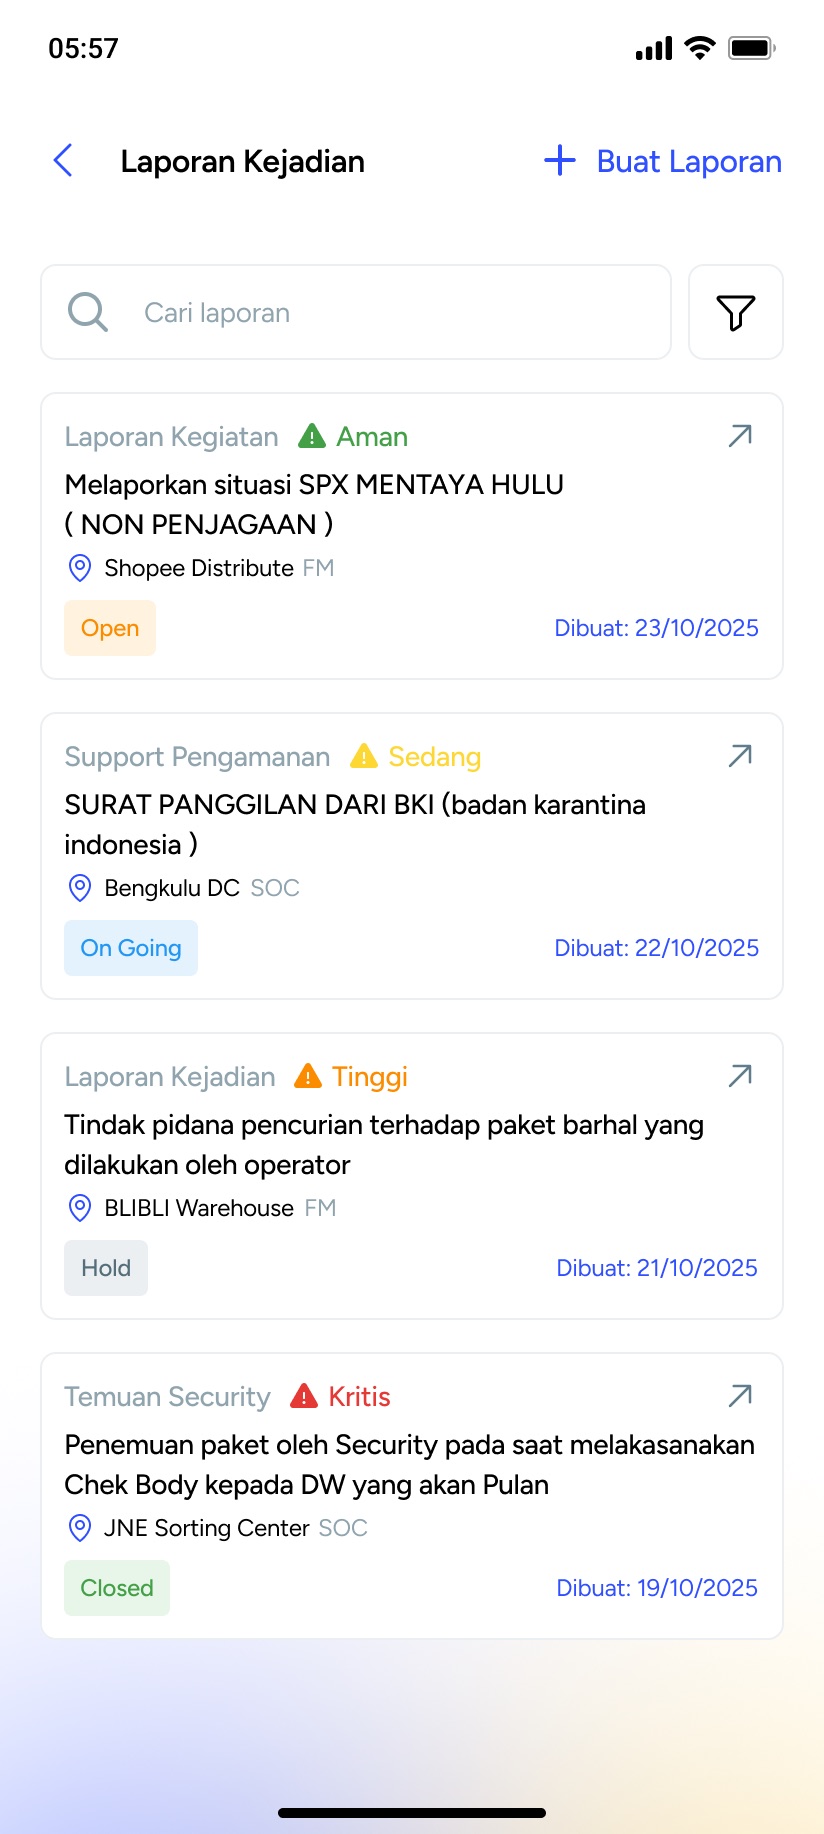 05:57
Laporan Kejadian
Buat Laporan
Cari laporan
Laporan Kegiatan Aman
Melaporkan situasi SPX MENTAYA HULU
( NON PENJAGAAN )
Shopee Distribute FM
Open
Dibuat: 23/10/2025
Support Pengamanan Sedang
SURAT PANGGILAN DARI BKI (badan karantina
indonesia )
Bengkulu DC SOC
On Going
Dibuat: 22/10/2025
Laporan Kejadian Tinggi
Tindak pidana pencurian terhadap paket barhal yang
dilakukan oleh operator
BLIBLI Warehouse FM
Hold
Dibuat: 21/10/2025
Temuan Security Kritis
Penemuan paket oleh Security pada saat melakasanakan
Chek Body kepada DW yang akan Pulan
JNE Sorting Center SOC
Closed
Dibuat: 19/10/2025